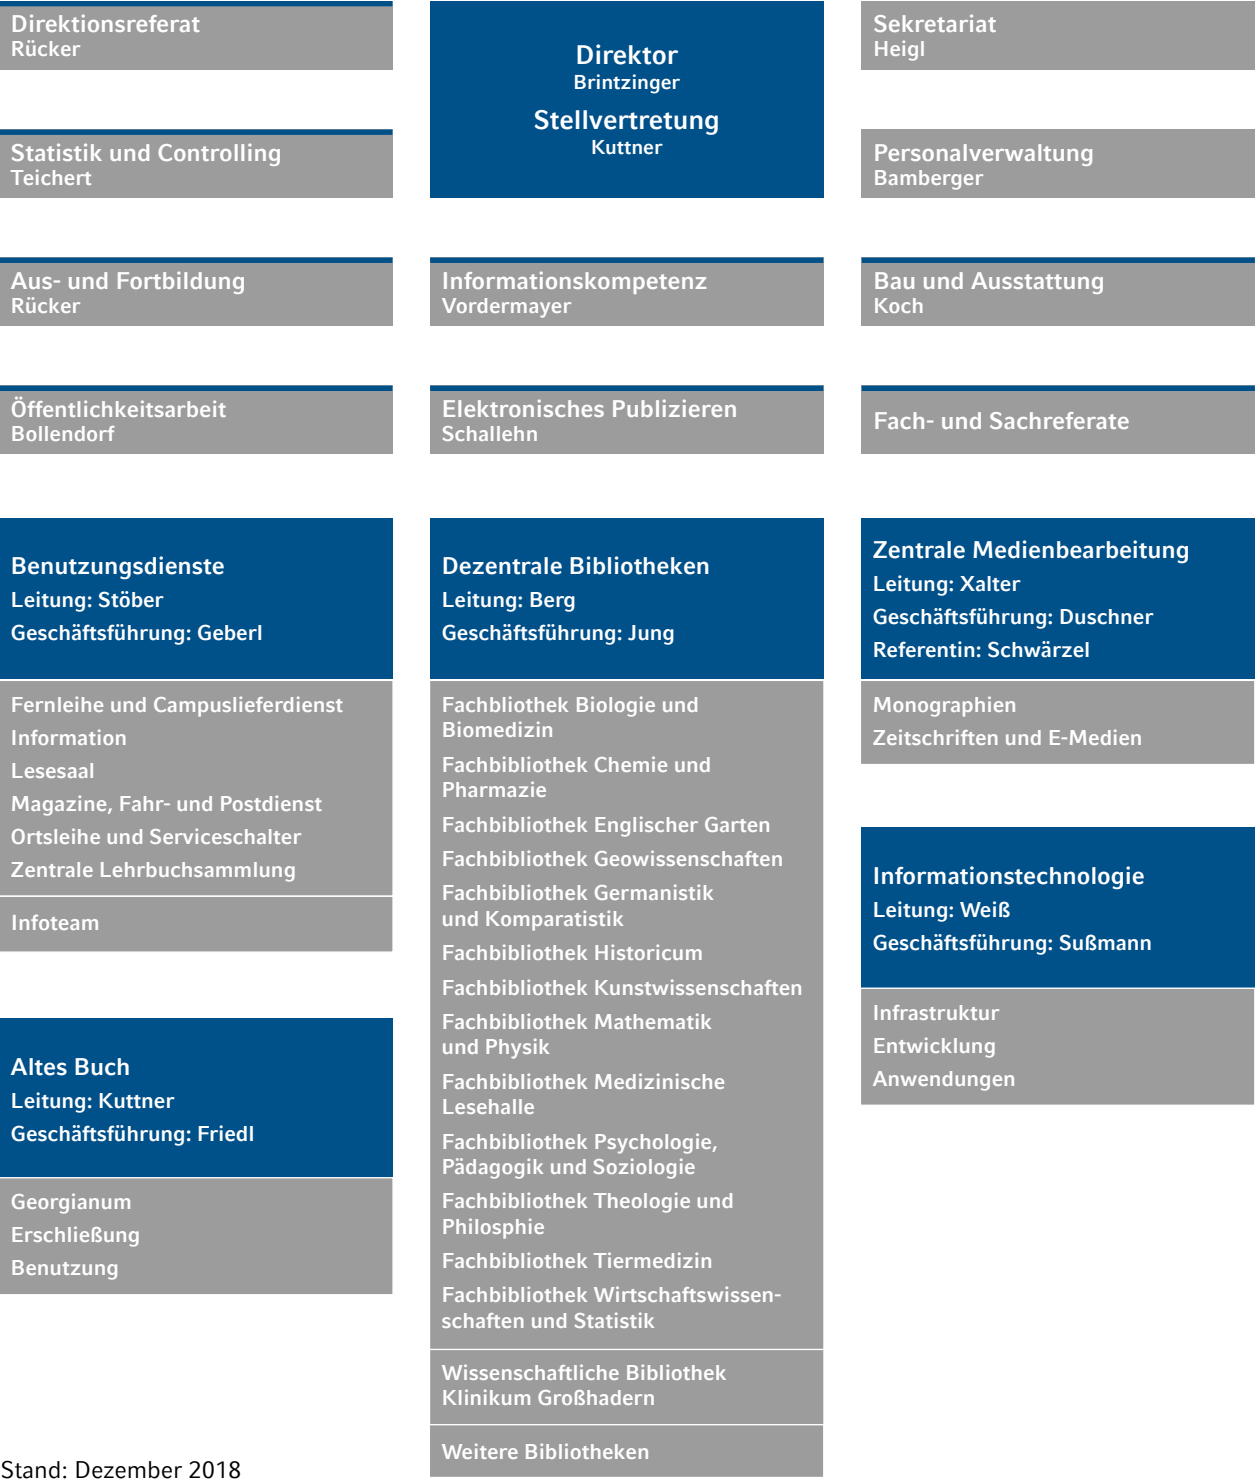 Direktionsreferat
Rücker
Direktor
Brintzinger
Stellvertretung
Kuttner
Sekretariat
Heigl
Statistik und Controlling
Teichert
Personalverwaltung
Bamberger
Aus- und Fortbildung
Rücker
Informationskompetenz
Vordermayer
Bau und Ausstattung
Koch
Öffentlichkeitsarbeit
Bollendorf
Elektronisches Publizieren
Schallehn
Fach- und Sachreferate
Benutzungsdienste
Leitung: Stöber
Geschäftsführung: Geberl
Fernleihe und Campuslieferdienst
Information
Lesesaal
Magazine, Fahr- und Postdienst
Ortsleihe und Serviceschalter
Zentrale Lehrbuchsammlung
Infoteam
Altes Buch
Leitung: Kuttner
Geschäftsführung: Friedl
Georgianum
Erschließung
Benutzung
Dezentrale Bibliotheken
Leitung: Berg
Geschäftsführung: Jung
Fachbliothek Biologie und
Biomedizin
Fachbibliothek Chemie und
Pharmazie
Fachbibliothek Englischer Garten
Fachbibliothek Geowissenschaften
Fachbibliothek Germanistik
und Komparatistik
Fachbibliothek Historicum
Fachbibliothek Kunstwissenschaften
Fachbibliothek Mathematik
und Physik
Fachbibliothek Medizinische
Lesehalle
Fachbibliothek Psychologie,
Pädagogik und Soziologie
Fachbibliothek Theologie und
Philosphie
Fachbibliothek Tiermedizin
Fachbibliothek Wirtschaftswissen-
schaften und Statistik
Wissenschaftliche Bibliothek
Klinikum Großhadern
Weitere Bibliotheken
Zentrale Medienbearbeitung
Leitung: Xalter
Geschäftsführung: Duschner
Referentin: Schwärzel
Monographien
Zeitschriften und E-Medien
Informationstechnologie
Leitung: Weiß
Geschäftsführung: Sußmann
Infrastruktur
Entwicklung
Anwendungen
Stand: Dezember 2018